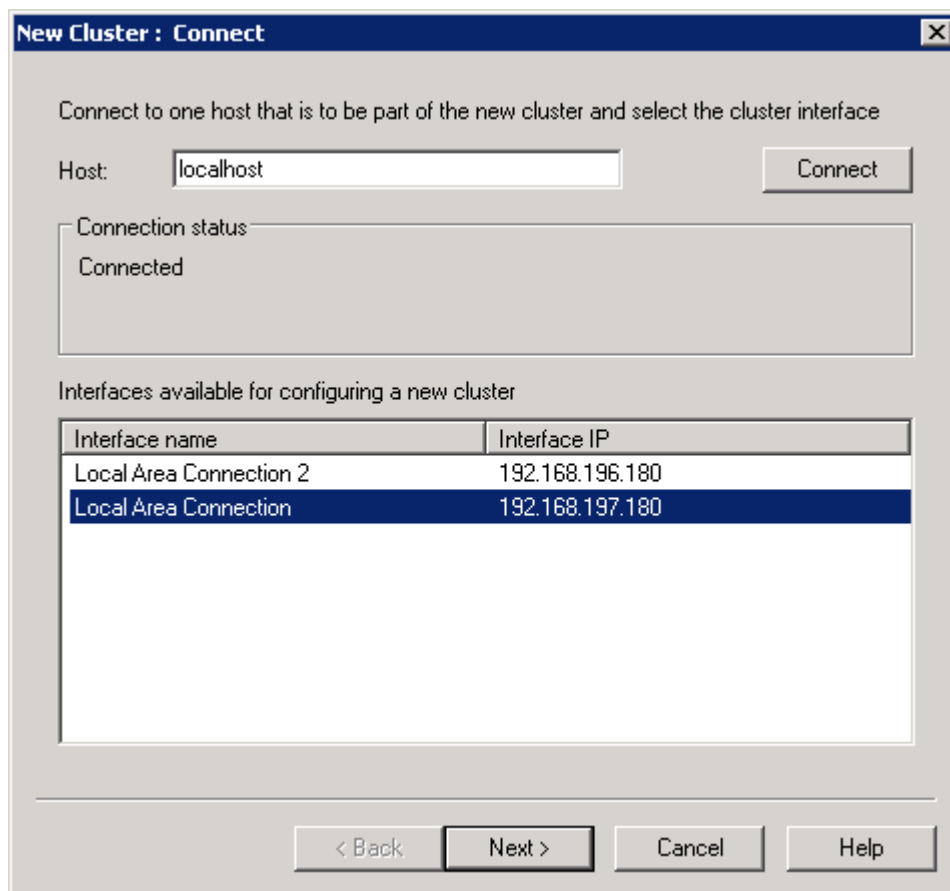 New Cluster : Connect
Connect to one host that is to be part of the new cluster and select the cluster interface
Host: localhost Connect
Connection status
Connected
Interfaces available for configuring a new cluster
Interface name Interface IP
Local Area Connection 2 192.168.196.180
Local Area Connection 192.168.197.180
< Back Next > Cancel Help